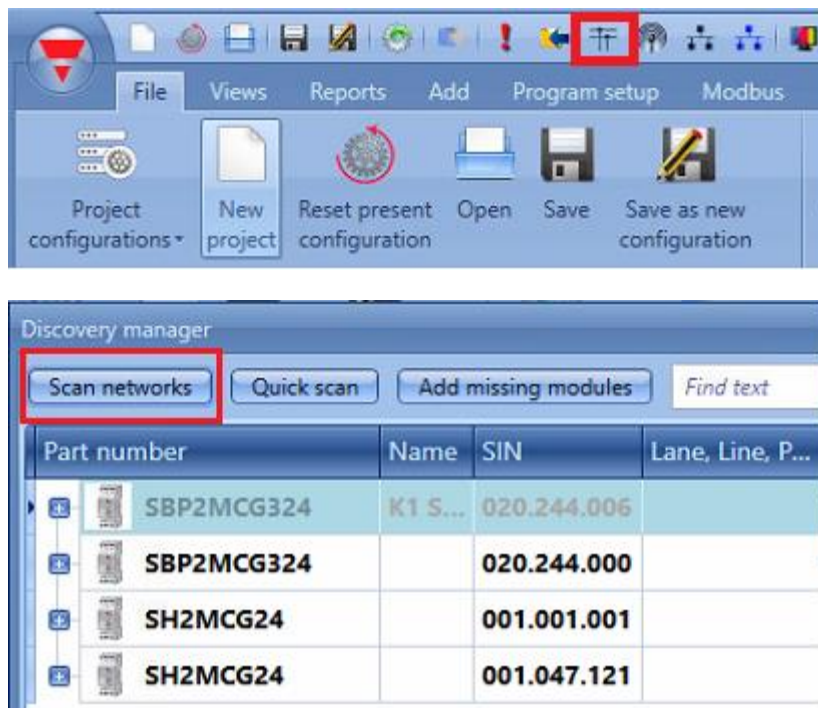 File Views Reports Add Program setup Modbus
Project configurations
New project
Reset present configuration
Open
Save
Save as new configuration
Discovery manager
Scan networks Quick scan Add missing modules Find text
Part number Name SIN Lane, Line, P...
SBP2MCG324 K1 S... 020.244.006
SBP2MCG324 020.244.000
SH2MCG24 001.001.001
SH2MCG24 001.047.121